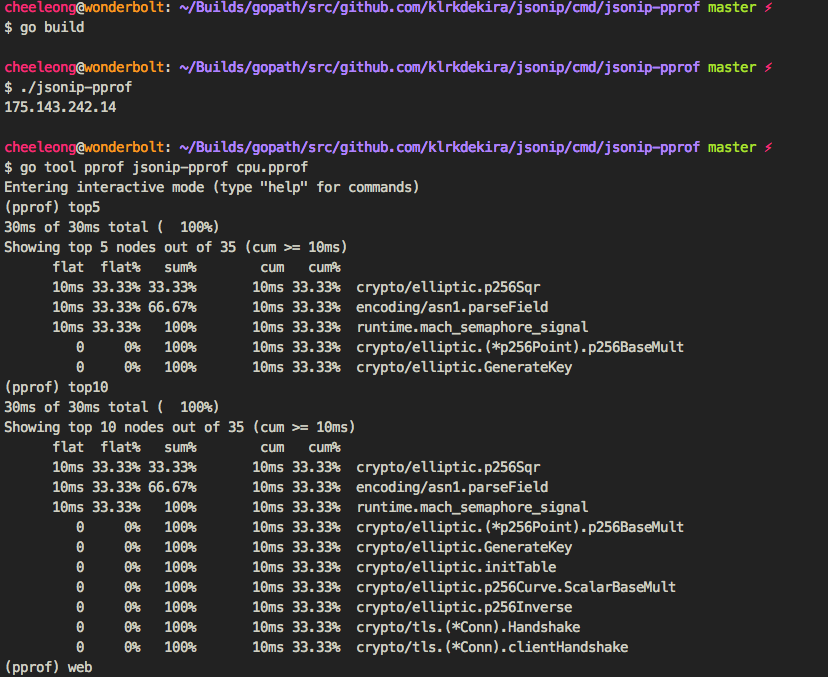 cheeleong@wonderbolt: ~/Builds/gopath/src/github.com/klrkdekira/jsonip/cmd/jsonip-pprof master ⚡
$ go build
cheeleong@wonderbolt: ~/Builds/gopath/src/github.com/klrkdekira/jsonip/cmd/jsonip-pprof master ⚡
$ ./jsonip-pprof
175.143.242.14
cheeleong@wonderbolt: ~/Builds/gopath/src/github.com/klrkdekira/jsonip/cmd/jsonip-pprof master ⚡
$ go tool pprof jsonip-pprof cpu.pprof
Entering interactive mode (type "help" for commands)
(pprof) top5
30ms of 30ms total (  100%)
Showing top 5 nodes out of 35 (cum >= 10ms)
      flat  flat%   sum%        cum   cum%
      10ms 33.33% 33.33%       10ms 33.33%  crypto/elliptic.p256Sqr
      10ms 33.33% 66.67%       10ms 33.33%  encoding/asn1.parseField
      10ms 33.33%   100%       10ms 33.33%  runtime.mach_semaphore_signal
         0     0%   100%       10ms 33.33%  crypto/elliptic.(*p256Point).p256BaseMult
         0     0%   100%       10ms 33.33%  crypto/elliptic.GenerateKey
(pprof) top10
30ms of 30ms total (  100%)
Showing top 10 nodes out of 35 (cum >= 10ms)
      flat  flat%   sum%        cum   cum%
      10ms 33.33% 33.33%       10ms 33.33%  crypto/elliptic.p256Sqr
      10ms 33.33% 66.67%       10ms 33.33%  encoding/asn1.parseField
      10ms 33.33%   100%       10ms 33.33%  runtime.mach_semaphore_signal
         0     0%   100%       10ms 33.33%  crypto/elliptic.(*p256Point).p256BaseMult
         0     0%   100%       10ms 33.33%  crypto/elliptic.GenerateKey
         0     0%   100%       10ms 33.33%  crypto/elliptic.initTable
         0     0%   100%       10ms 33.33%  crypto/elliptic.p256Curve.ScalarBaseMult
         0     0%   100%       10ms 33.33%  crypto/elliptic.p256Inverse
         0     0%   100%       10ms 33.33%  crypto/tls.(*Conn).Handshake
         0     0%   100%       10ms 33.33%  crypto/tls.(*Conn).clientHandshake
(pprof) web